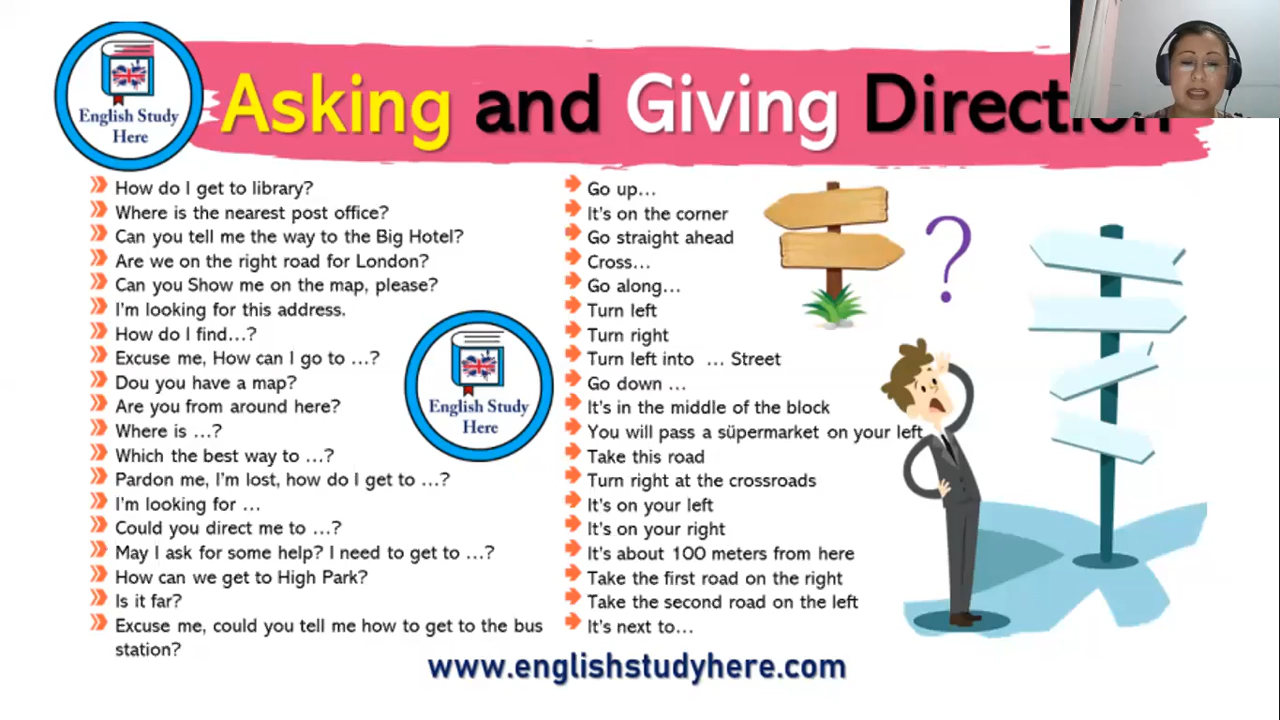 English Study
Here
Asking and Giving Direction
How do I get to library?
Where is the nearest post office?
Can you tell me the way to the Big Hotel?
Are we on the right road for London?
Can you Show me on the map, please?
I'm looking for this address.
How do I find...?
Excuse me, How can I go to ...?
Dou you have a map?
Are you from around here?
Where is ...?
Which the best way to ...?
Pardon me, I'm lost, how do I get to ...?
I'm looking for ...
Could you direct me to ...?
May I ask for some help? I need to get to ...?
How can we get to High Park?
Is it far?
Excuse me, could you tell me how to get to the bus
station?
English Study
Here
Go up...
It's on the corner
Go straight ahead
Cross...
Go along...
Turn left
Turn right
Turn left into ... Street
Go down ...
It's in the middle of the block
You will pass a süpermarket on your left
Take this road
Turn right at the crossroads
It's on your left
It's on your right
It's about 100 meters from here
Take the first road on the right
Take the second road on the left
It's next to...
?
www.englishstudyhere.com